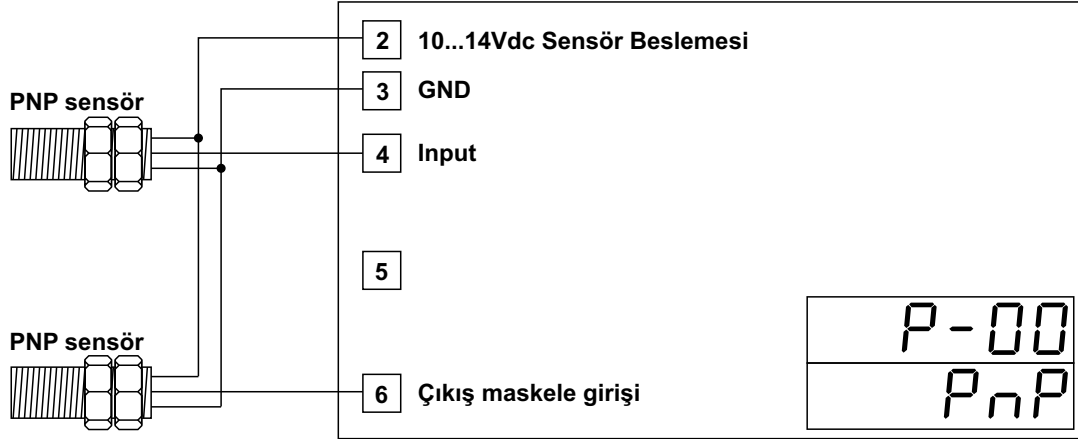 2 10...14Vdc Sensör Beslemesi
3 GND
PNP sensör
4 Input
5
P-00
PNP sensör
PnP
6 Çıkış maskele girişi